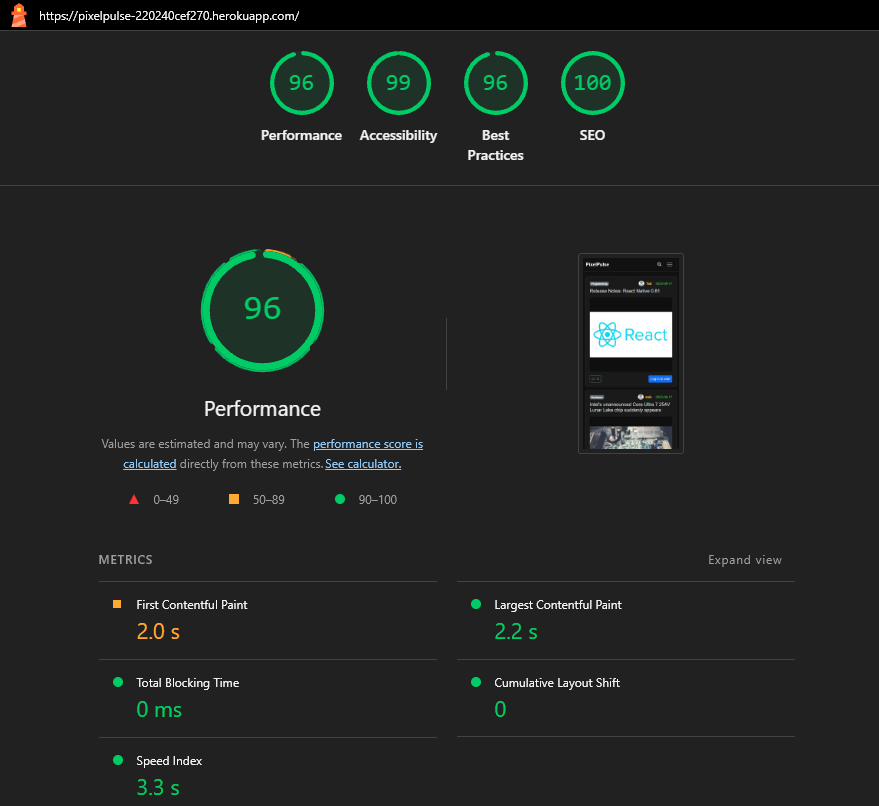 https://pixelpulse-220240cef270.herokuapp.com/
96
99
96
100
Performance
Accessibility
Best
Practices
SEO
96
Performance
Values are estimated and may vary. The performance score is
calculated directly from these metrics. See calculator.
0–49
50–89
90–100
PixelPulse
Release Notes: React Native 0.81
React
Intel's unannounced Core Ultra 7 254V
Lunar Lake chip suddenly appears
METRICS
Expand view
First Contentful Paint
2.0 s
Largest Contentful Paint
2.2 s
Total Blocking Time
0 ms
Cumulative Layout Shift
0
Speed Index
3.3 s